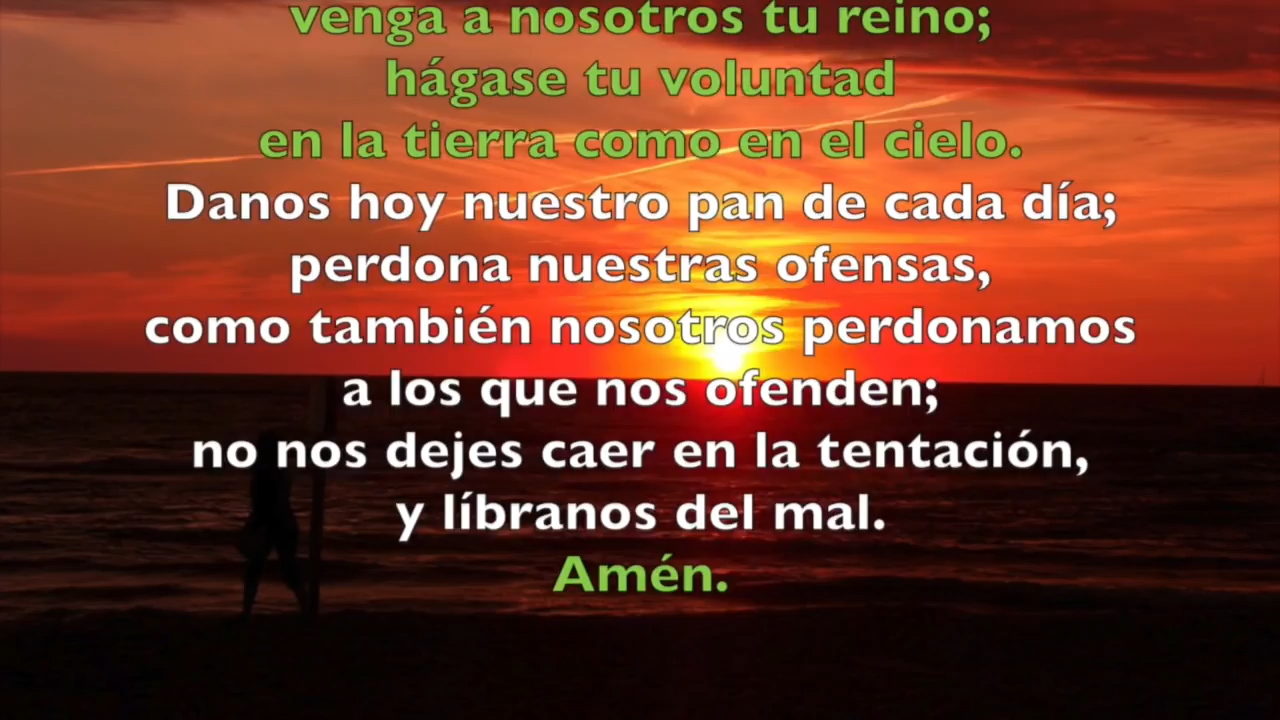 venga a nosotros tu reino;
hágase tu voluntad
en la tierra como en el cielo.
Danos hoy nuestro pan de cada día;
perdona nuestras ofensas,
como también nosotros perdonamos
a los que nos ofenden;
no nos dejes caer en la tentación,
y líbranos del mal.
Amén.